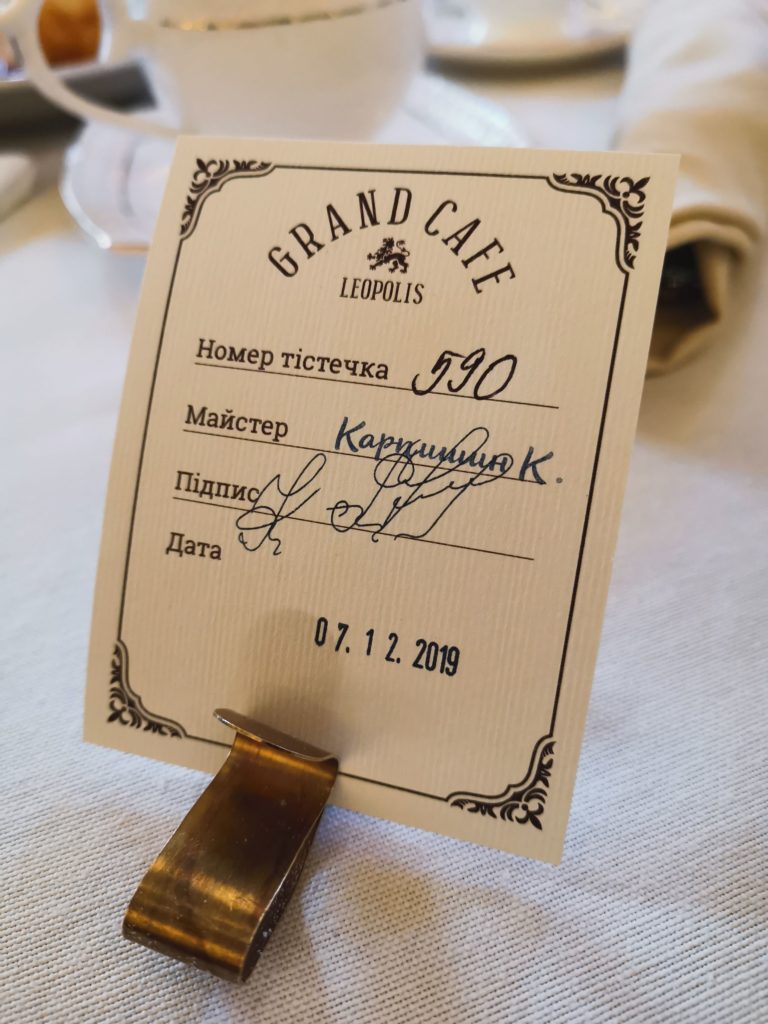 GRAND CAFE
LEOPOLIS
Номер тістечка 590
Майстер К.
Підпис
Дата
07.12.2019